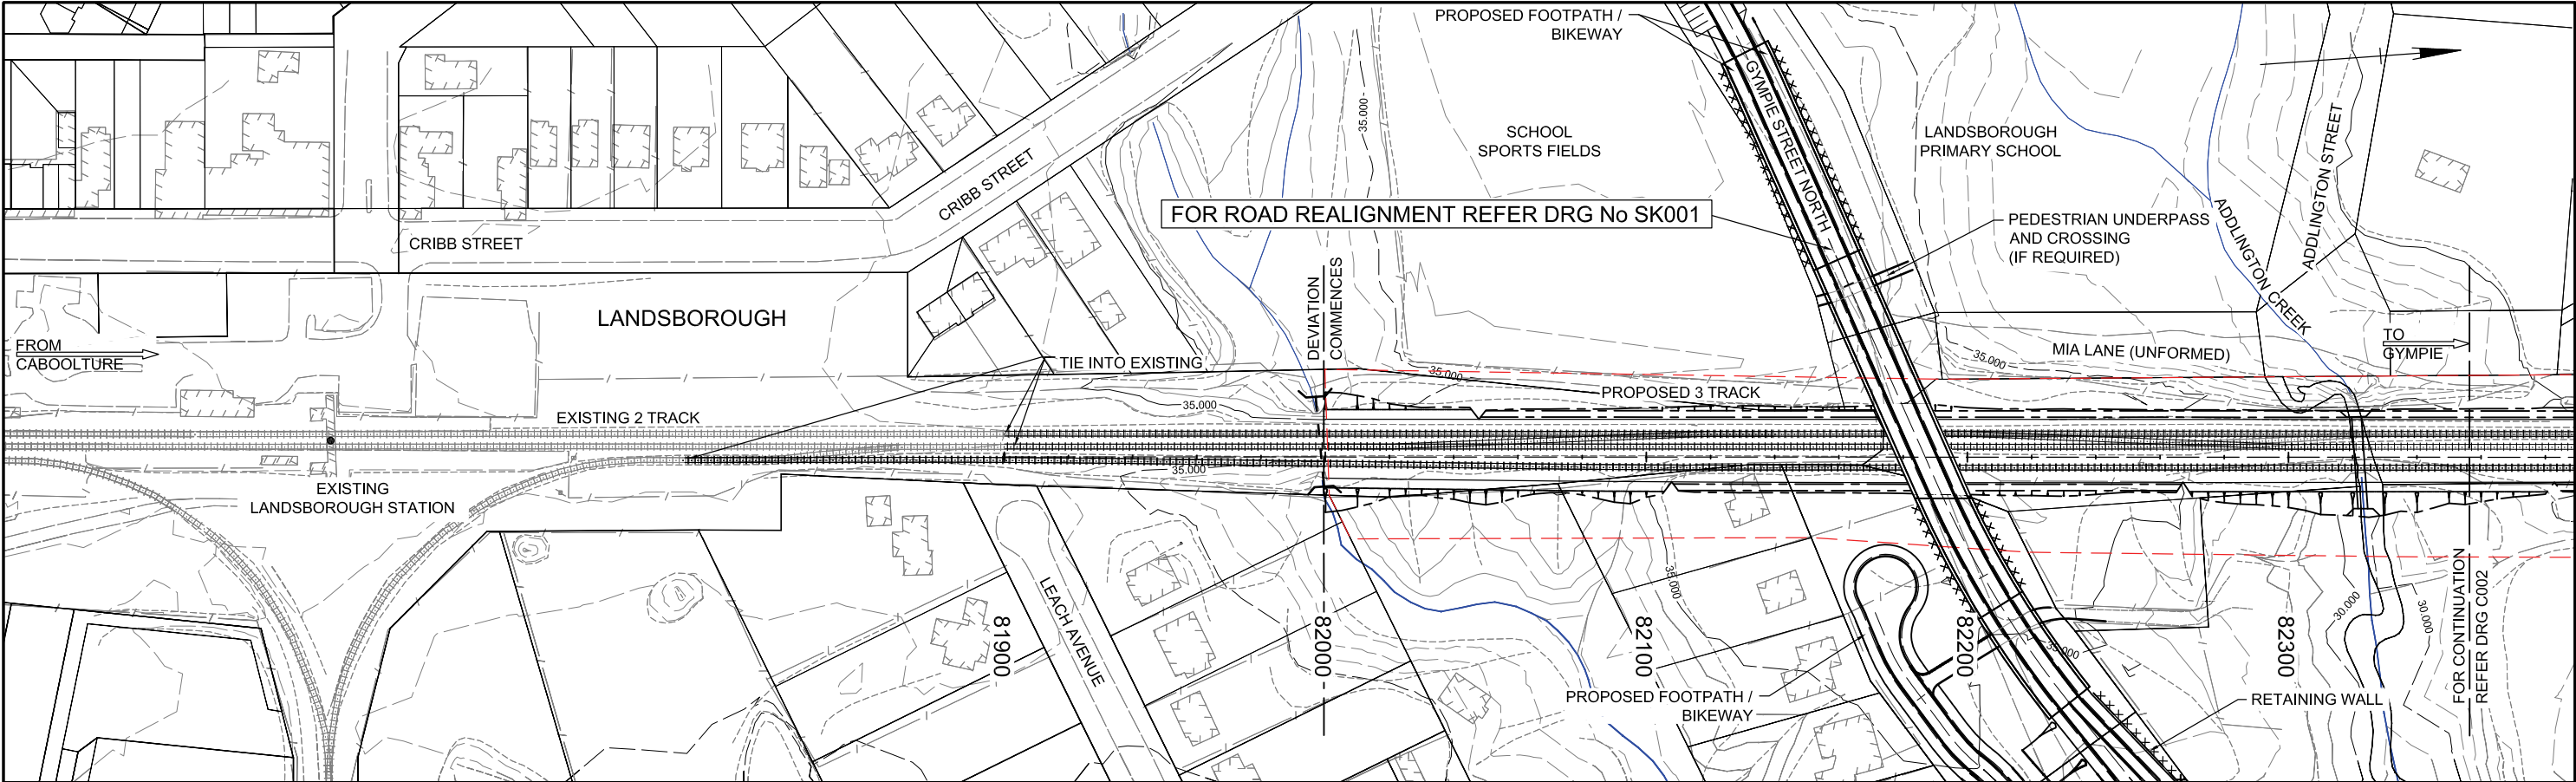 PROPOSED FOOTPATH /
BIKEWAY
GYMPIE STREET NORTH
SCHOOL
SPORTS FIELDS
LANDSBOROUGH
PRIMARY SCHOOL
ADDLINGTON STREET
35.000
CRIBB STREET
FOR ROAD REALIGNMENT REFER DRG No SK001
PEDESTRIAN UNDERPASS
AND CROSSING
(IF REQUIRED)
ADDLINGTON CREEK
CRIBB STREET
LANDSBOROUGH
DEVIATION
COMMENCES
FROM
CABOOLTURE
TIE INTO EXISTING
35.000
35.000
MIA LANE (UNFORMED)
TO
GYMPIE
EXISTING 2 TRACK
35.000
PROPOSED 3 TRACK
35.000
EXISTING
LANDSBOROUGH STATION
LEACH AVENUE
81900
82000
82100
82200
82300
35.000
35.000
30.000
30.000
FOR CONTINUATION
REFER DRG C002
PROPOSED FOOTPATH /
BIKEWAY
RETAINING WALL